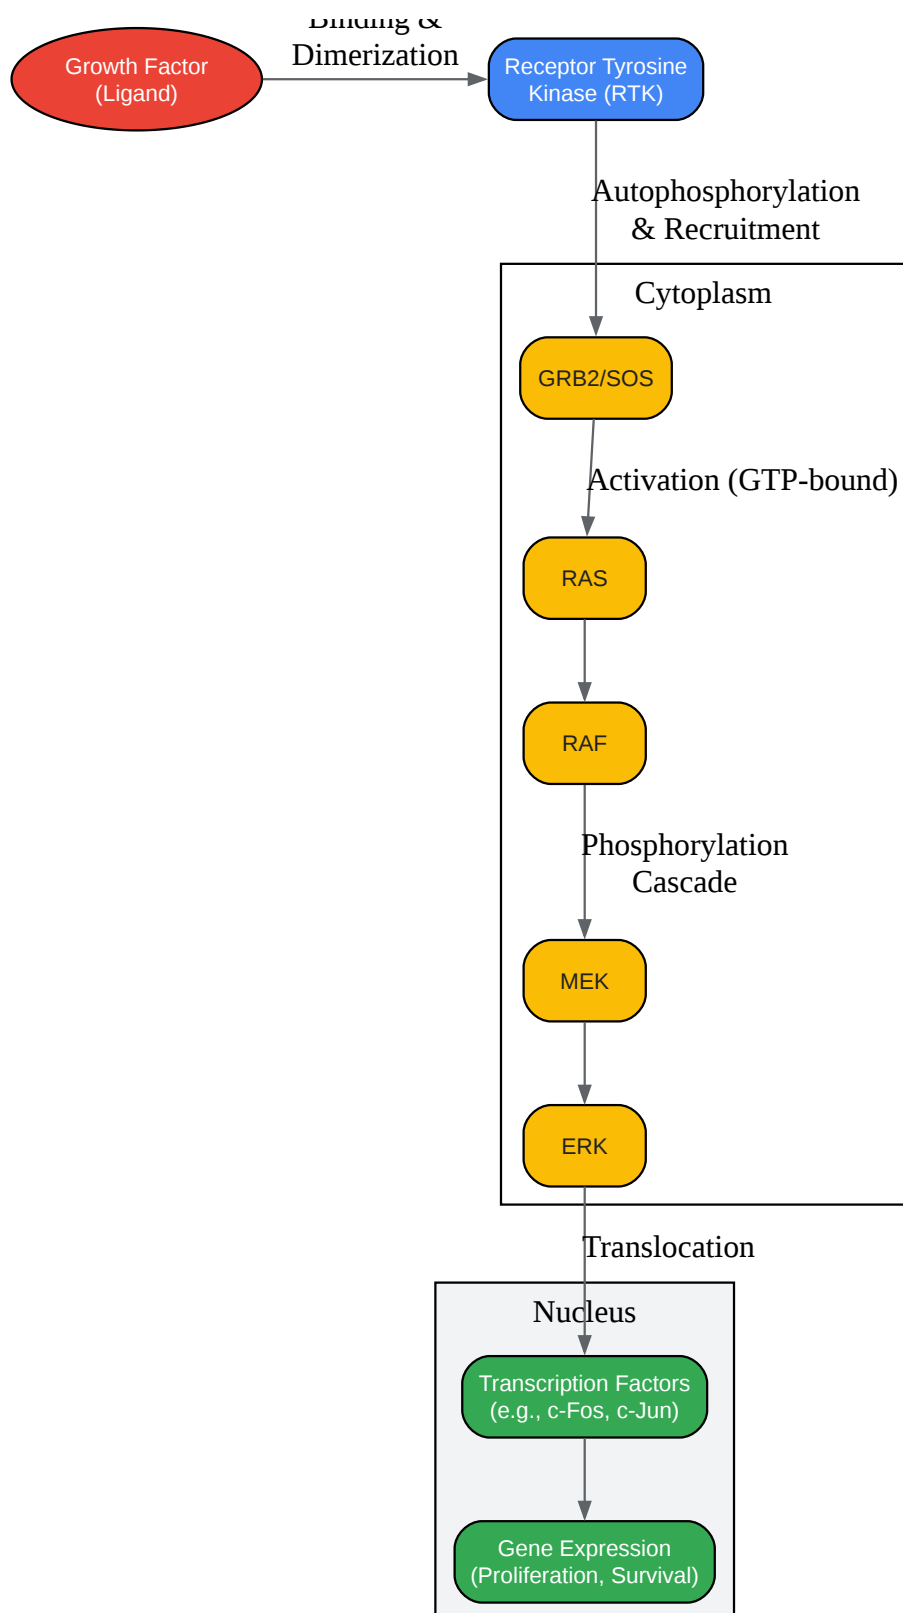 Binding &
Dimerization
Growth Factor
(Ligand)
Receptor Tyrosine
Kinase (RTK)
Autophosphorylation
& Recruitment
Cytoplasm
GRB2/SOS
Activation (GTP-bound)
RAS
RAF
Phosphorylation
Cascade
MEK
ERK
Translocation
Nucleus
Transcription Factors
(e.g., c-Fos, c-Jun)
Gene Expression
(Proliferation, Survival)